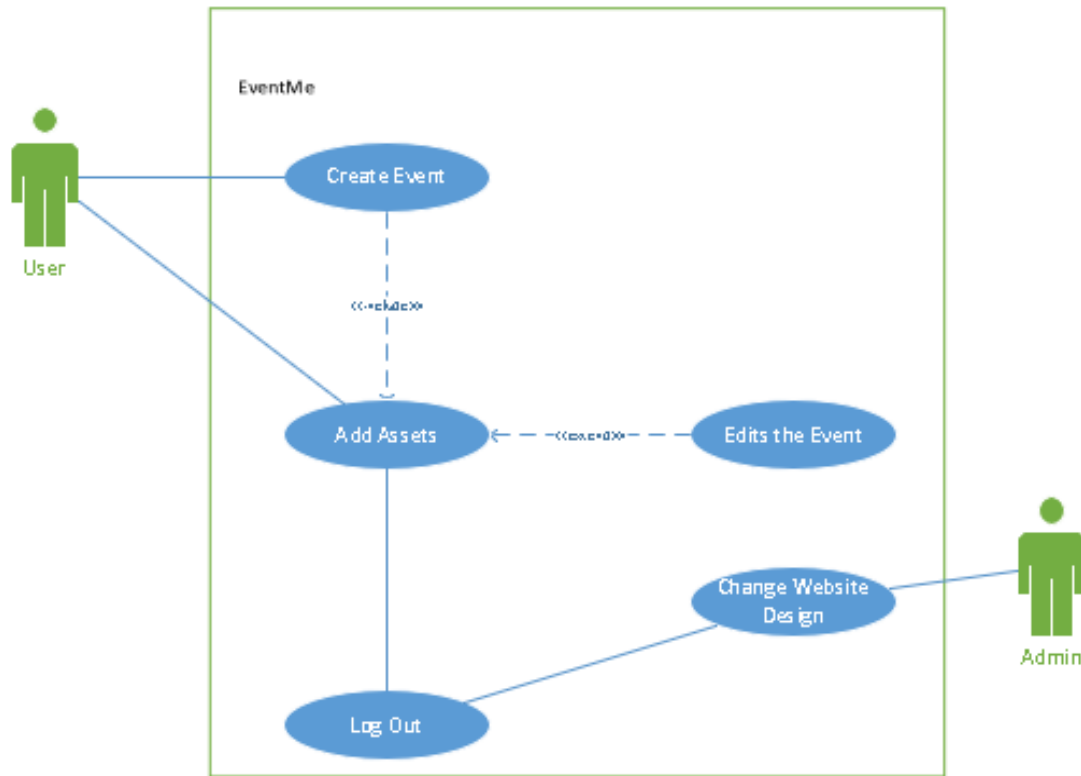 EventMe
Create Event
User
Add Assets
Edits the Event
Change Website
Design
Admin
Log Out